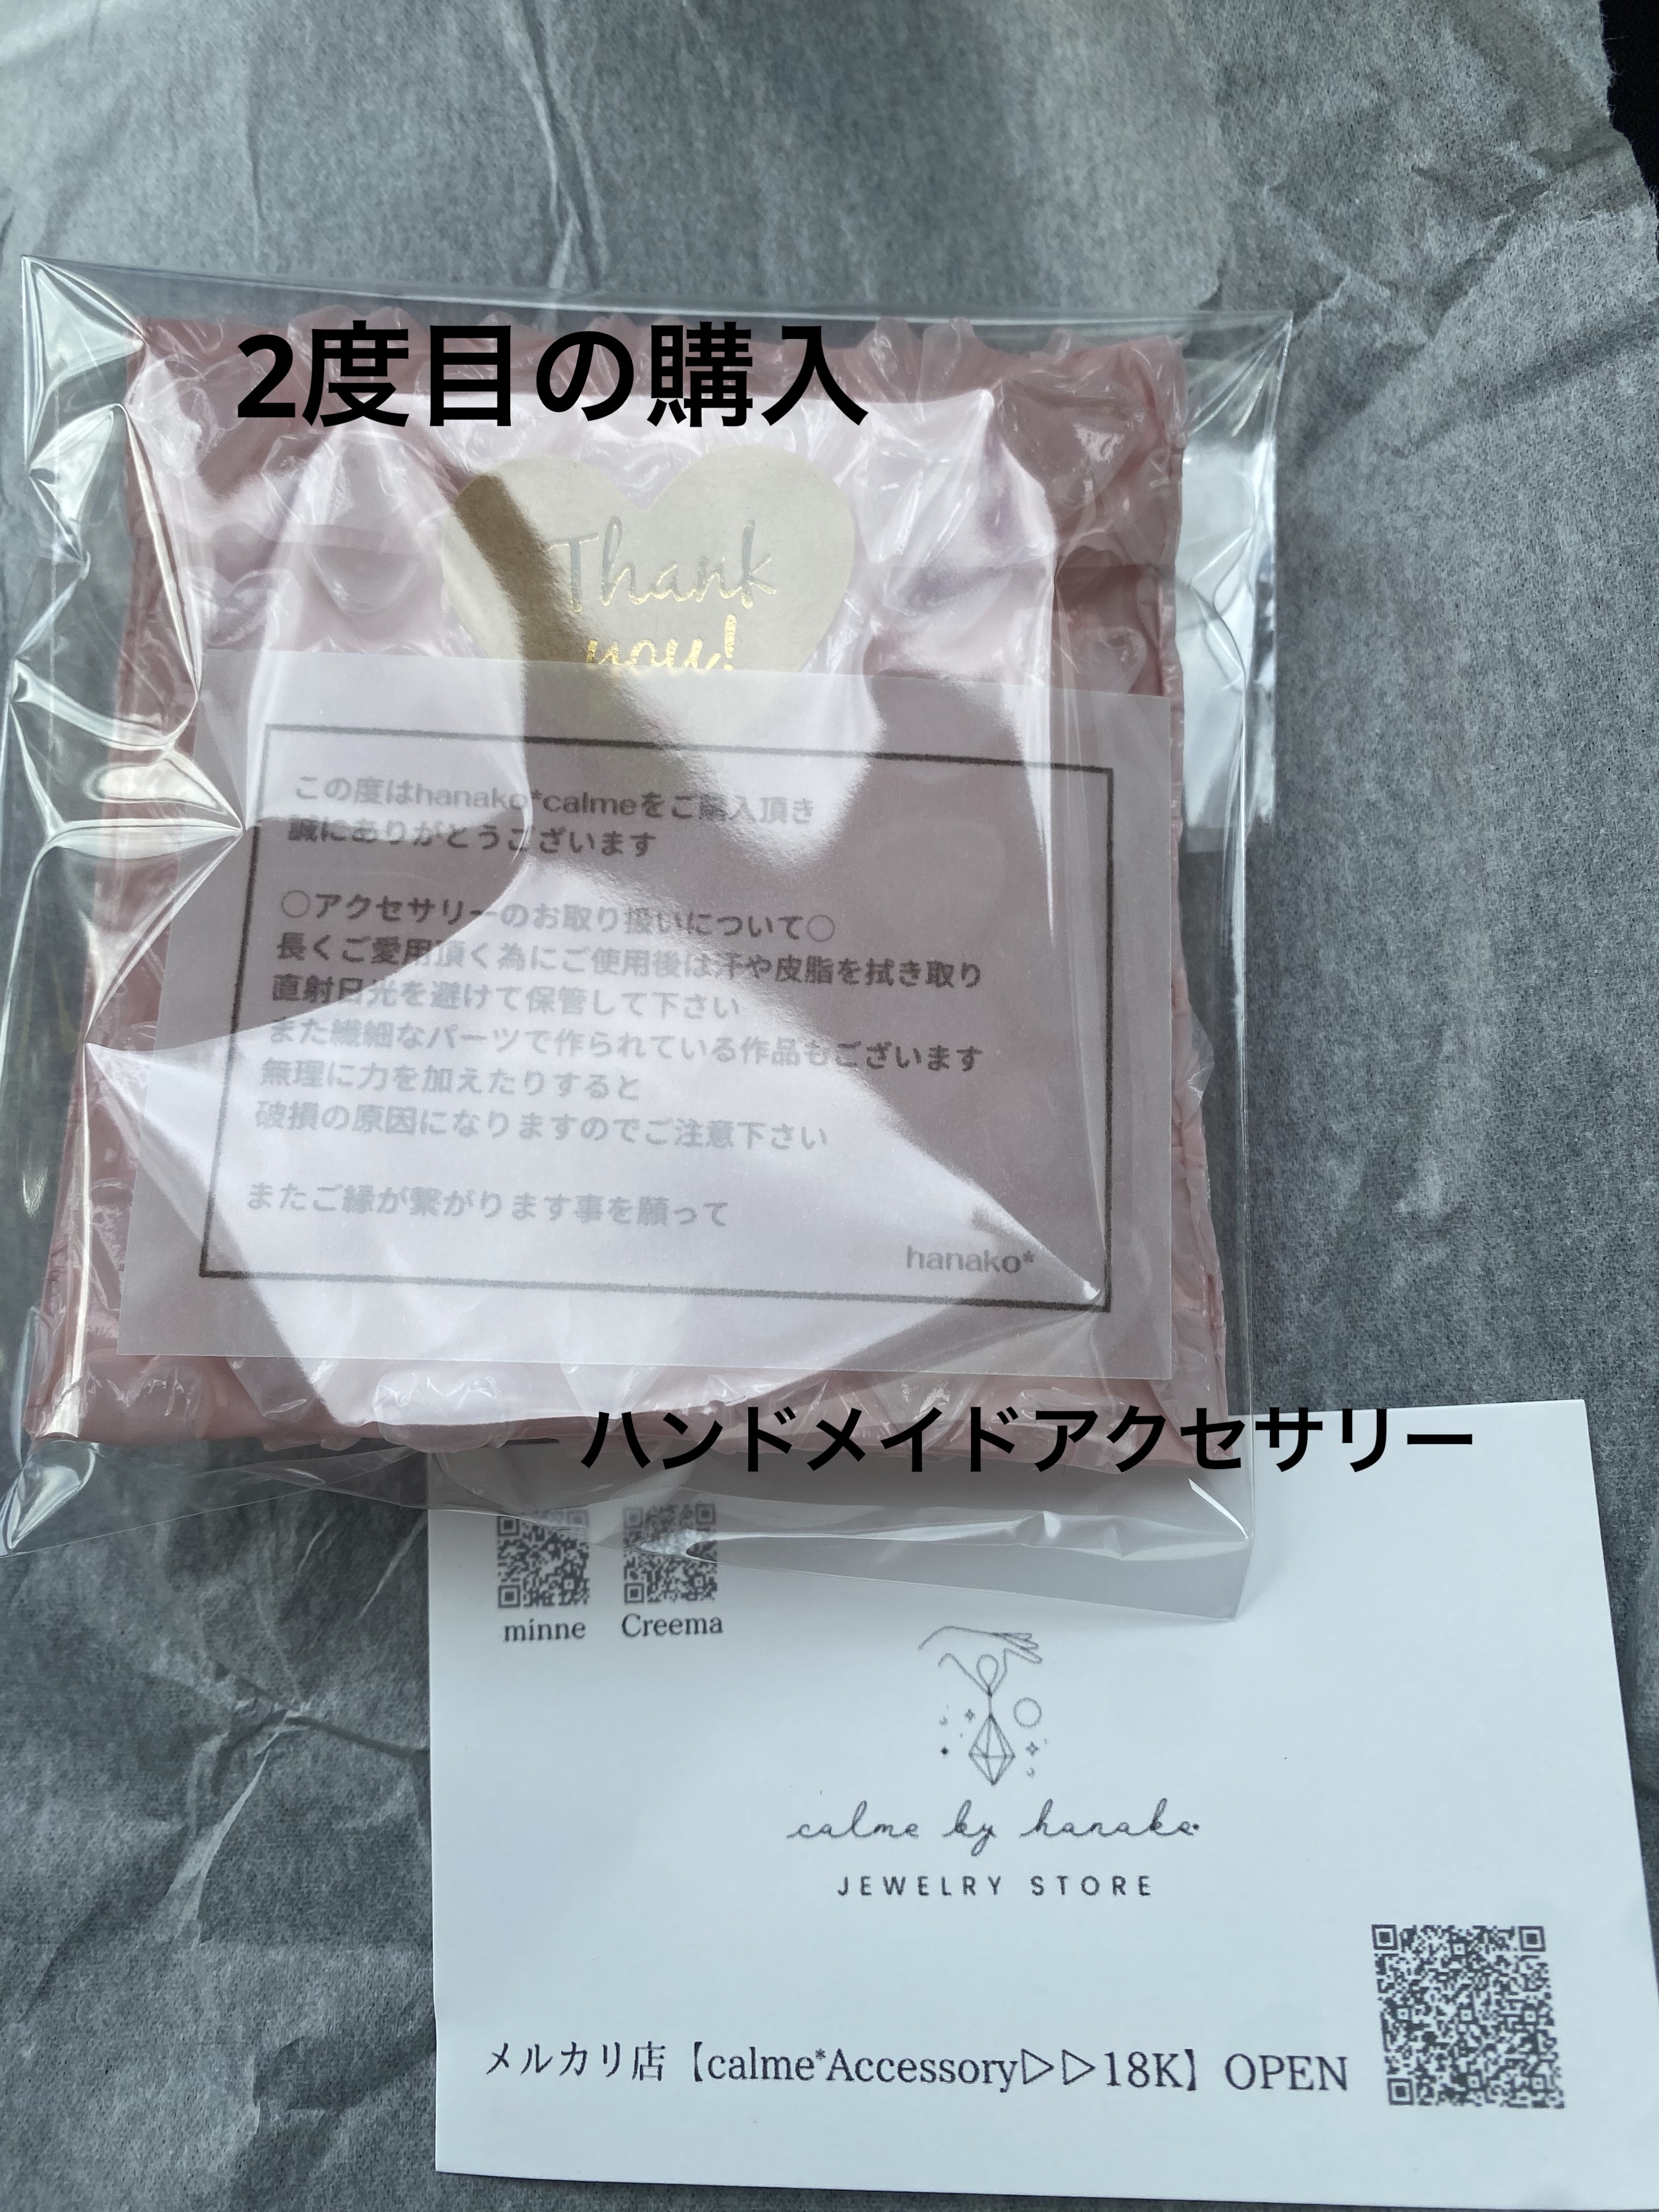 2度目の購入
Thank
you!
この度はhanako*calmeをご購入頂き
誠にありがとうございます
○アクセサリーのお取り扱いについて○
長くご愛用頂く為にご使用後は汗や皮脂を拭き取り
直射日光を避けて保管して下さい
また繊細なパーツで作られている作品もございます
無理に力を加えたりすると
破損の原因になりますのでご注意下さい
またご縁が繋がります事を願って
hanako*
ハンドメイドアクセサリー
minne Creema
calme by hanako
JEWELRY STORE
メルカリ店【calme*Accessory▷▷18K】OPEN